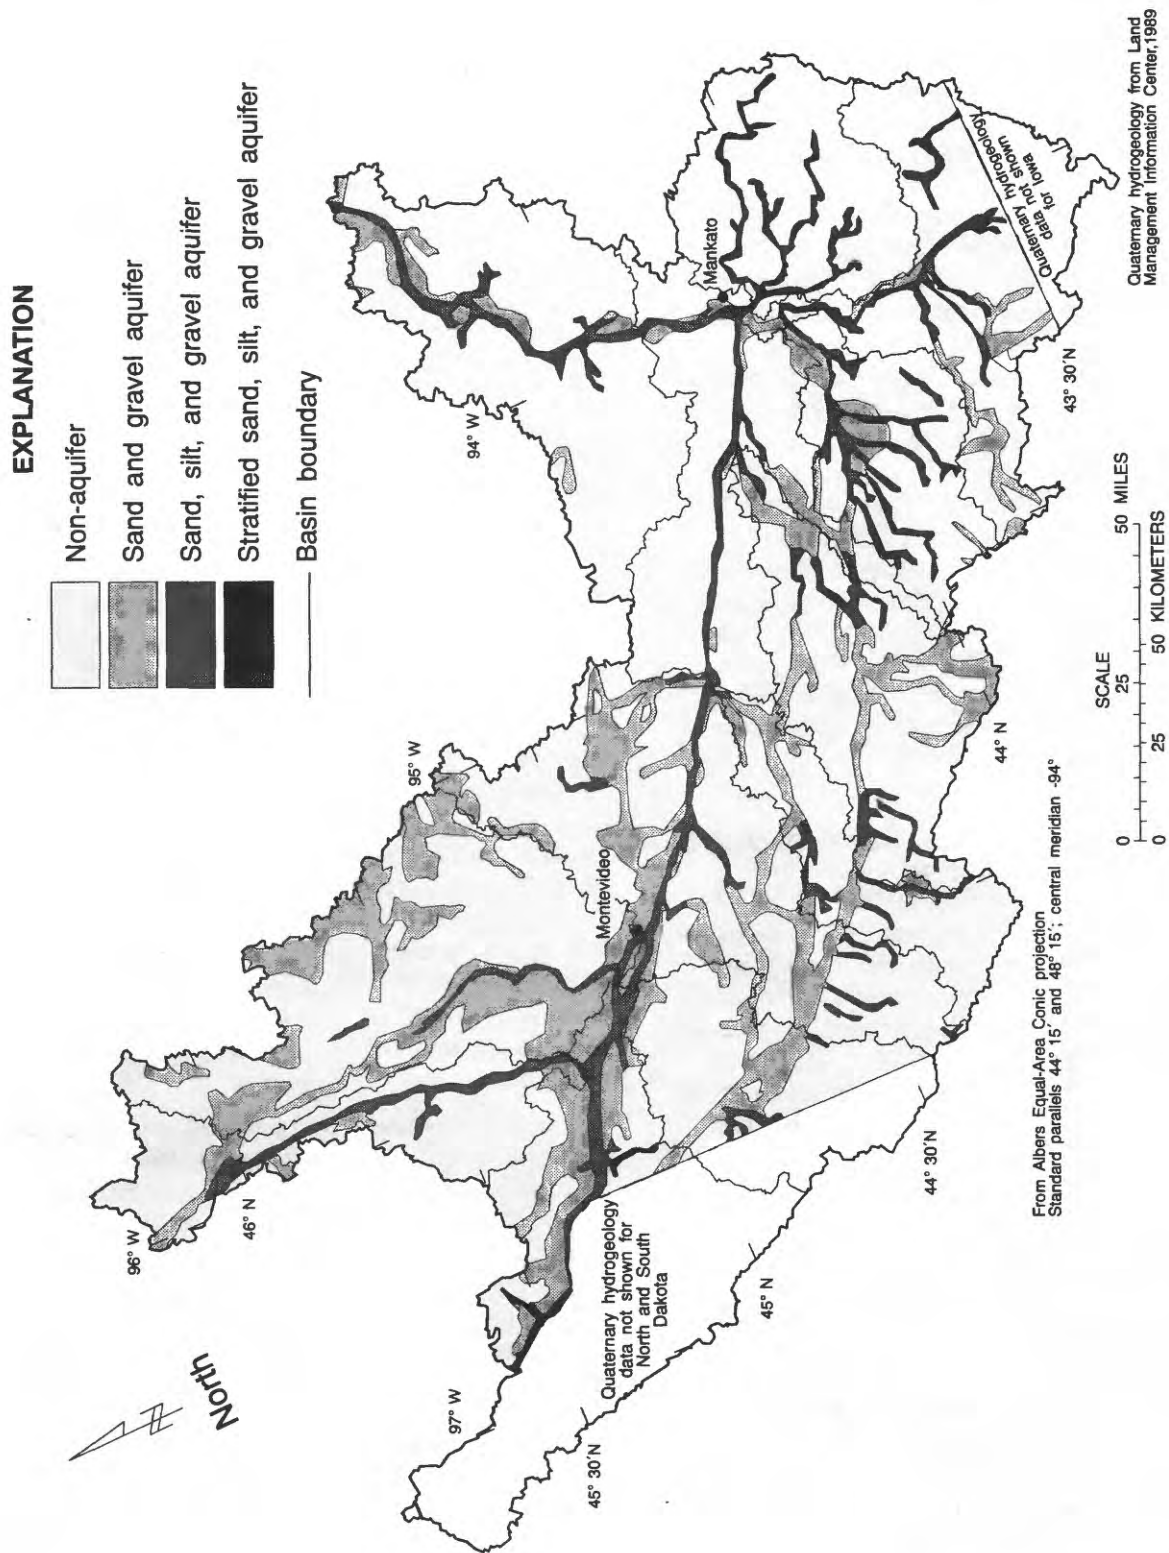 EXPLANATION
Non-aquifer
Sand and gravel aquifer
Sand, silt, and gravel aquifer
Stratified sand, silt, and gravel aquifer
Basin boundary
North
96° W
46° N
95° W
94° W
97° W
45° 30'N
45° N
44° 30'N
44° N
43° 30'N
Montevideo
Mankato
Quaternary hydrogeology
data not shown for
North and South
Dakota
Quaternary hydrogeology
data not shown
for Iowa
SCALE
0 25 50 MILES
0 25 50 KILOMETERS
From Albers Equal-Area Conic projection
Standard parallels 44° 15' and 48° 15'; central meridian -94°
Quaternary hydrogeology from Land
Management Information Center,1989